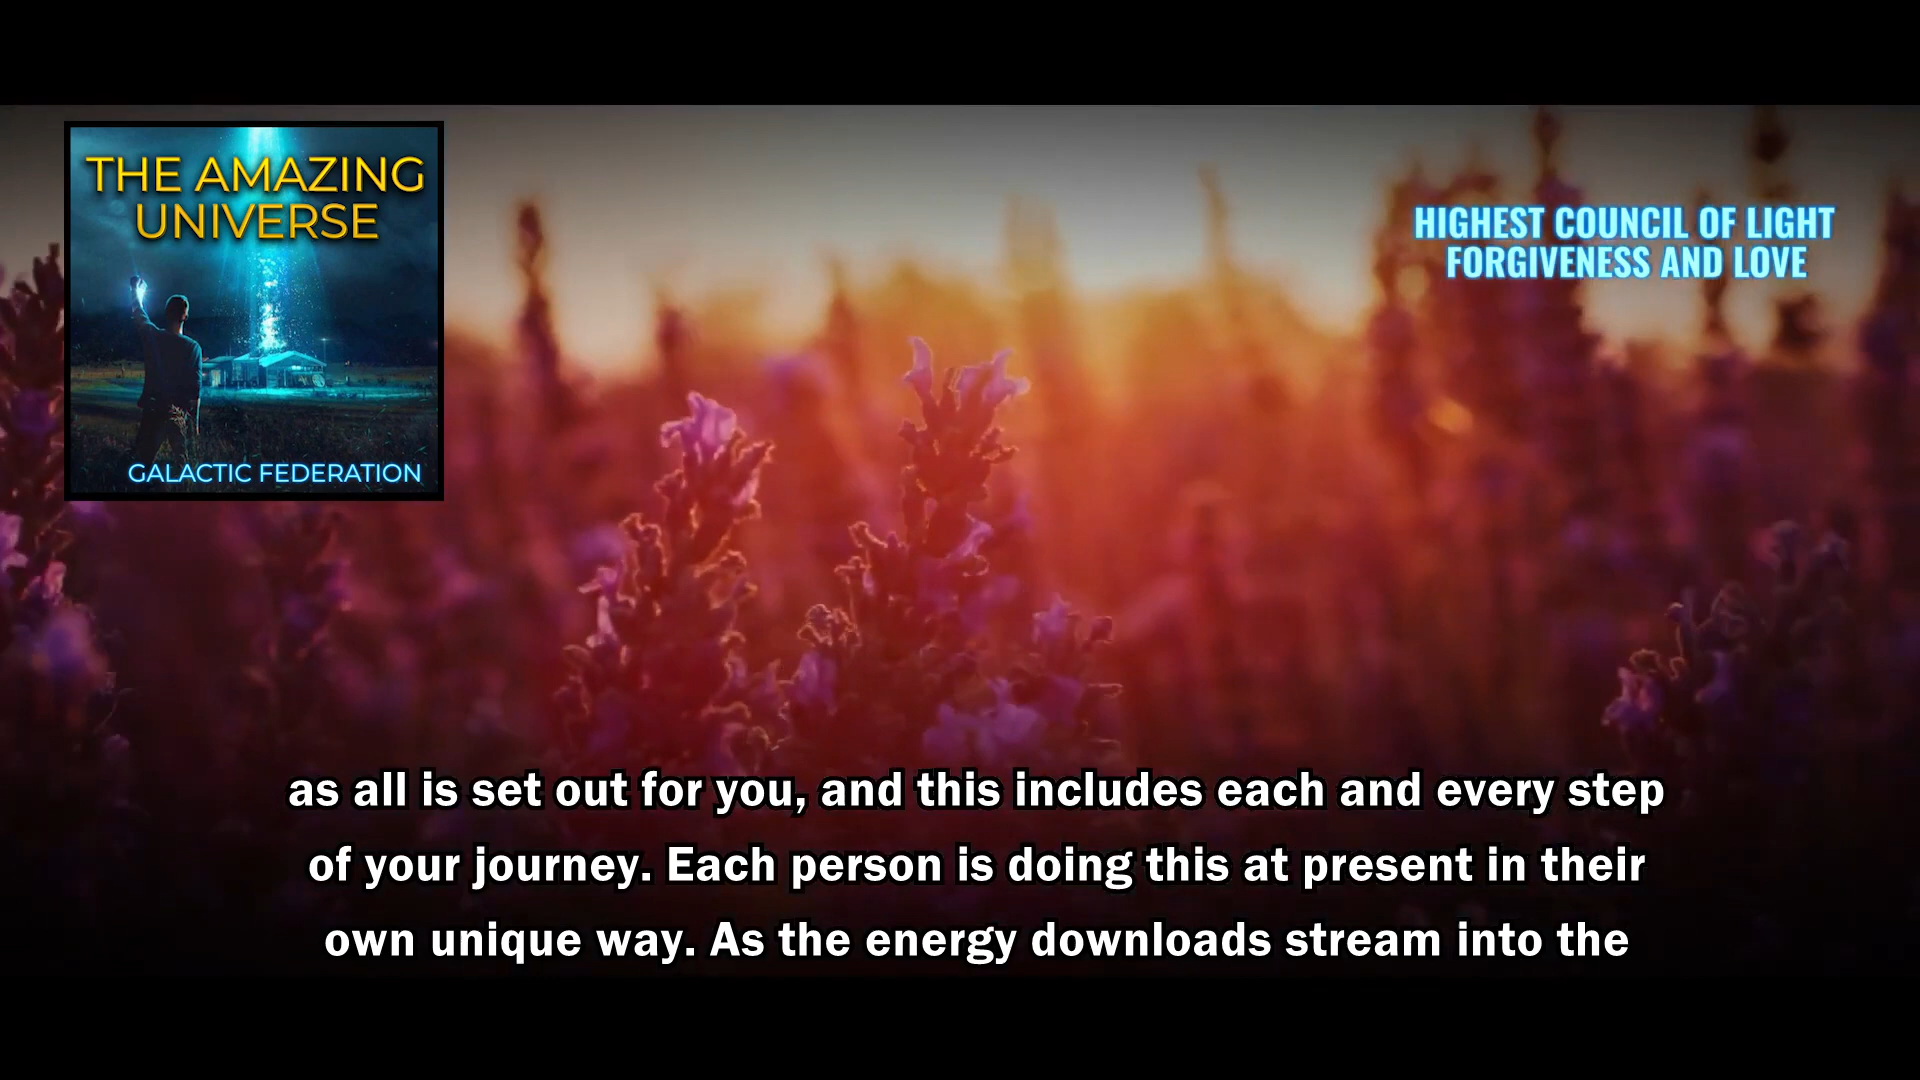 THE AMAZING
UNIVERSE
GALACTIC FEDERATION
HIGHEST COUNCIL OF LIGHT
FORGIVENESS AND LOVE
as all is set out for you, and this includes each and every step
of your journey. Each person is doing this at present in their
own unique way. As the energy downloads stream into the